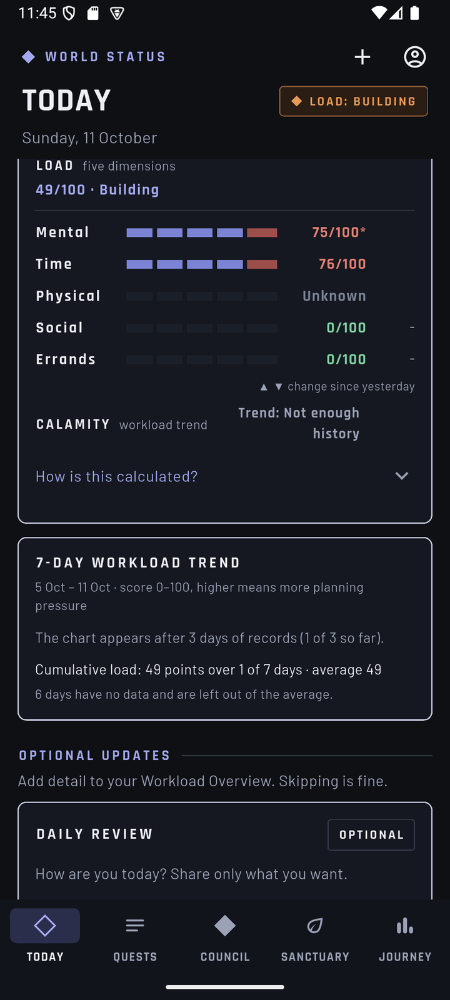 11:45
WORLD STATUS
TODAY
LOAD: BUILDING
Sunday, 11 October
LOAD five dimensions
49/100 · Building
Mental 75/100*
Time 76/100
Physical Unknown
Social 0/100 -
Errands 0/100 -
▲ ▼ change since yesterday
CALAMITY workload trend Trend: Not enough
history
How is this calculated?
7-DAY WORKLOAD TREND
5 Oct – 11 Oct · score 0–100, higher means more planning
pressure
The chart appears after 3 days of records (1 of 3 so far).
Cumulative load: 49 points over 1 of 7 days · average 49
6 days have no data and are left out of the average.
OPTIONAL UPDATES
Add detail to your Workload Overview. Skipping is fine.
DAILY REVIEW OPTIONAL
How are you today? Share only what you want.
TODAY QUESTS COUNCIL SANCTUARY JOURNEY